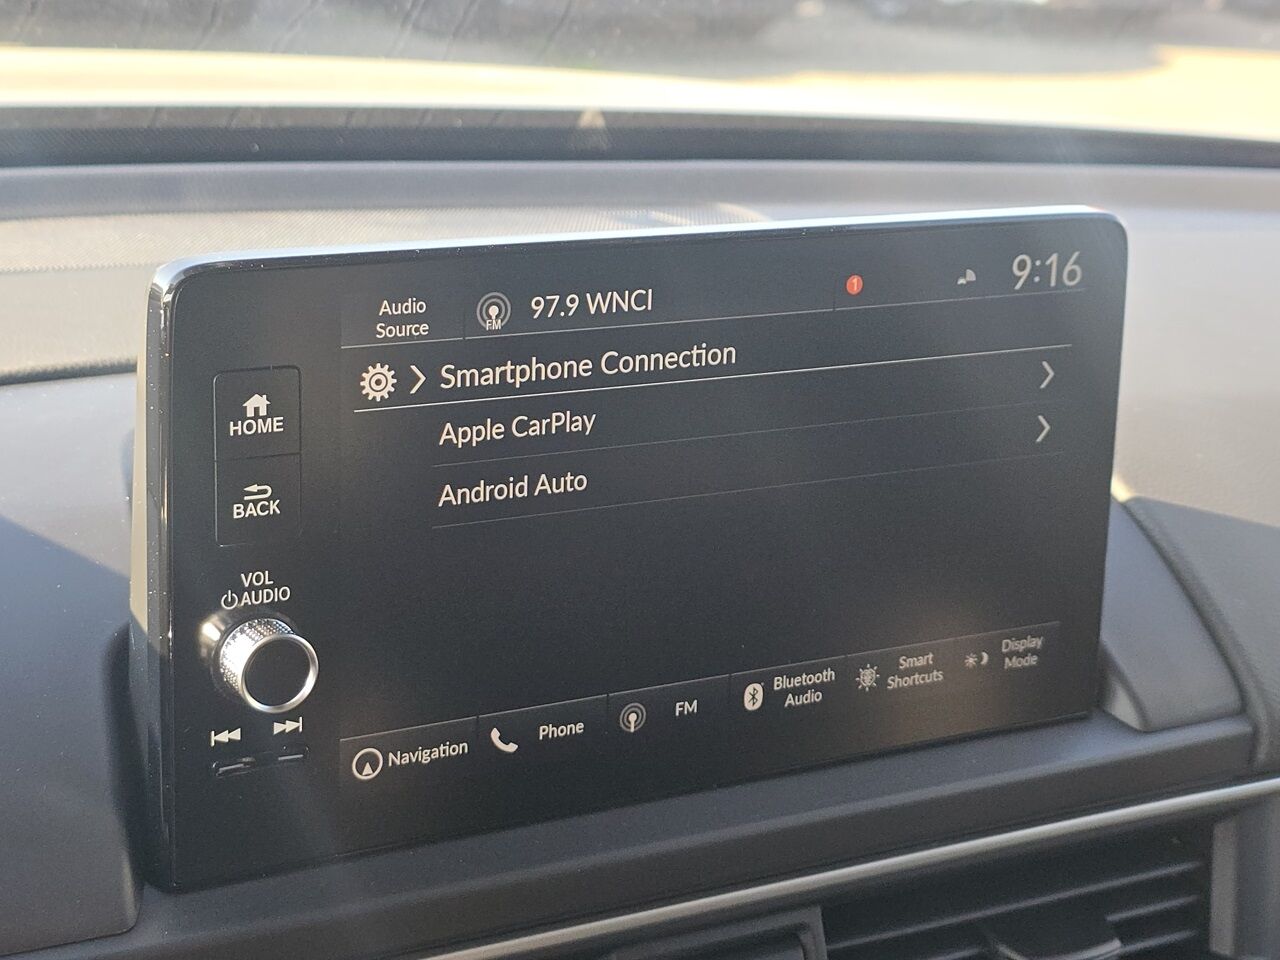 Audio
Source
FM
97.9 WNCI
1
9:16
Smartphone Connection
Apple CarPlay
Android Auto
HOME
BACK
VOL
AUDIO
Navigation
Phone
FM
Bluetooth
Audio
Smart
Shortcuts
Display
Mode